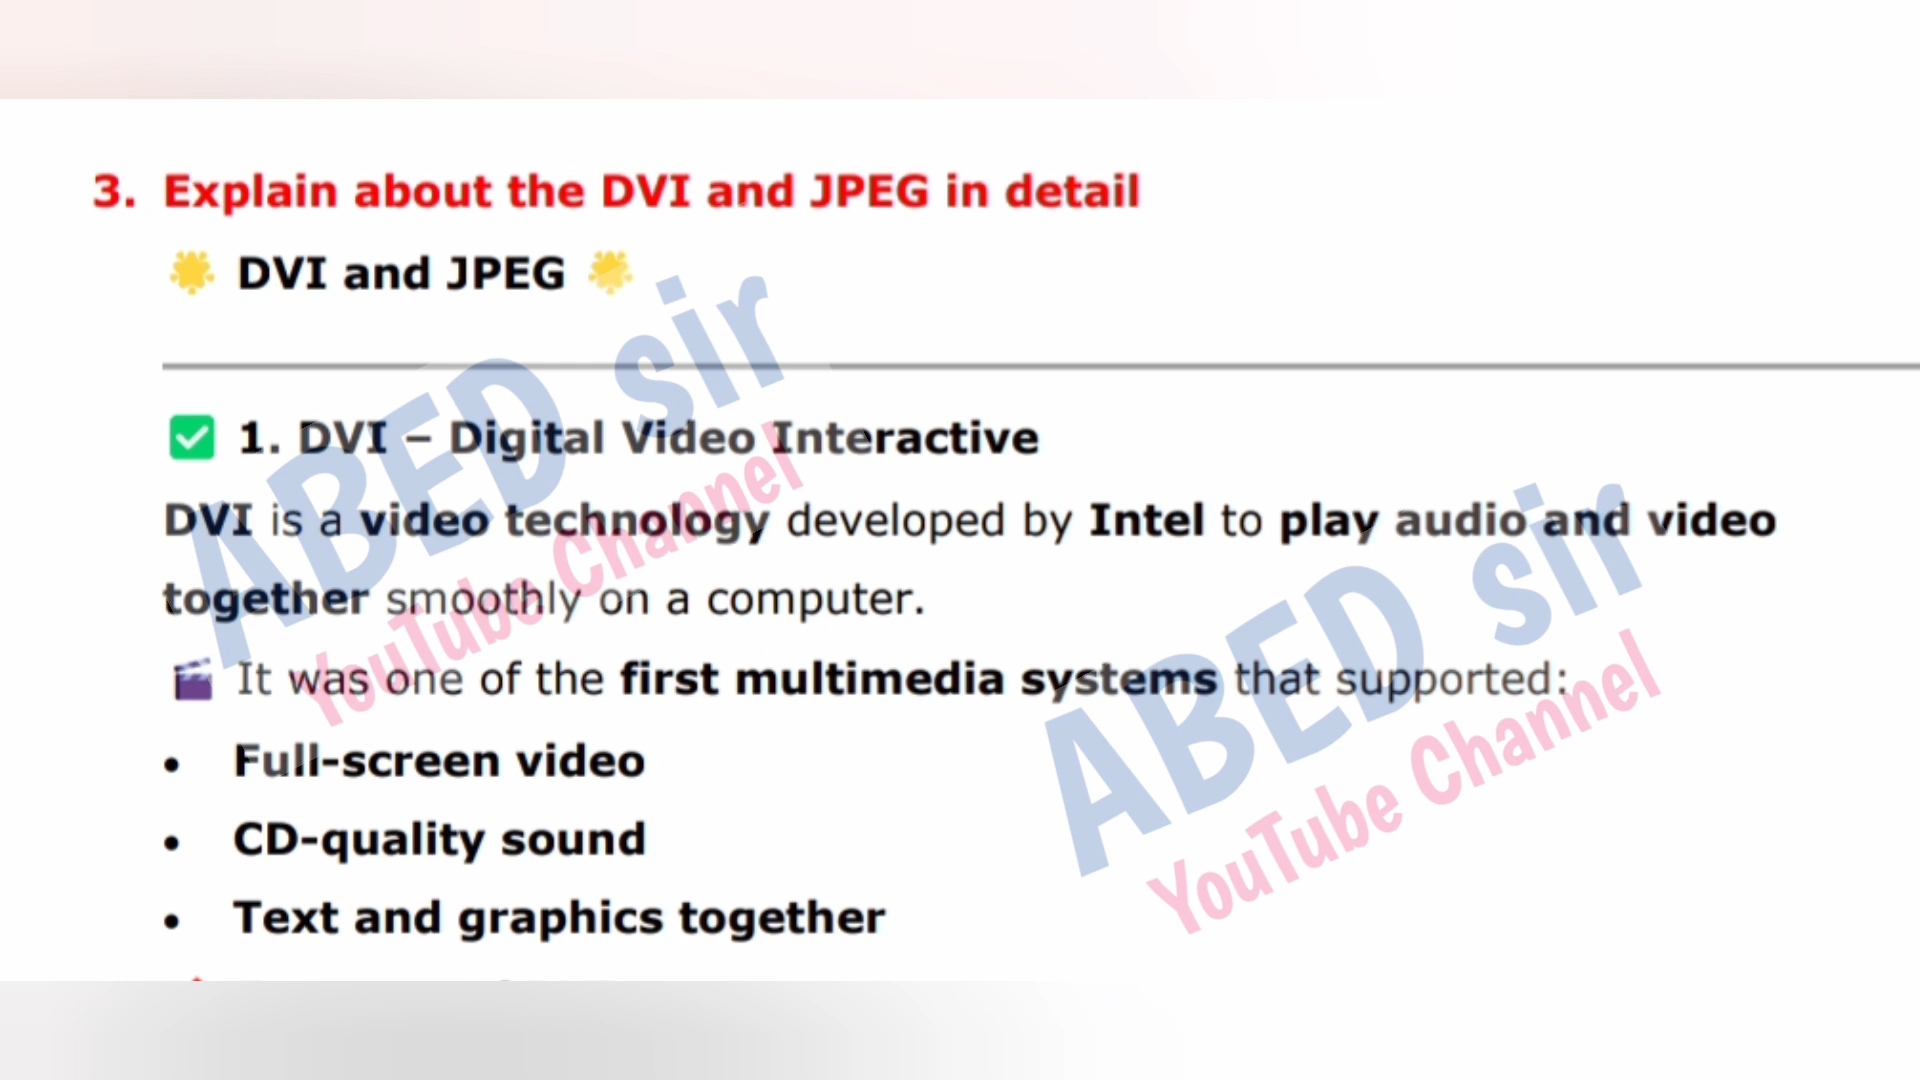 3. Explain about the DVI and JPEG in detail
🌟 DVI and JPEG 🌟
✅ 1. DVI – Digital Video Interactive
DVI is a video technology developed by Intel to play audio and video
together smoothly on a computer.
🎬 It was one of the first multimedia systems that supported:
• Full-screen video
• CD-quality sound
• Text and graphics together
ABED sir
YouTube Channel
ABED sir
YouTube Channel